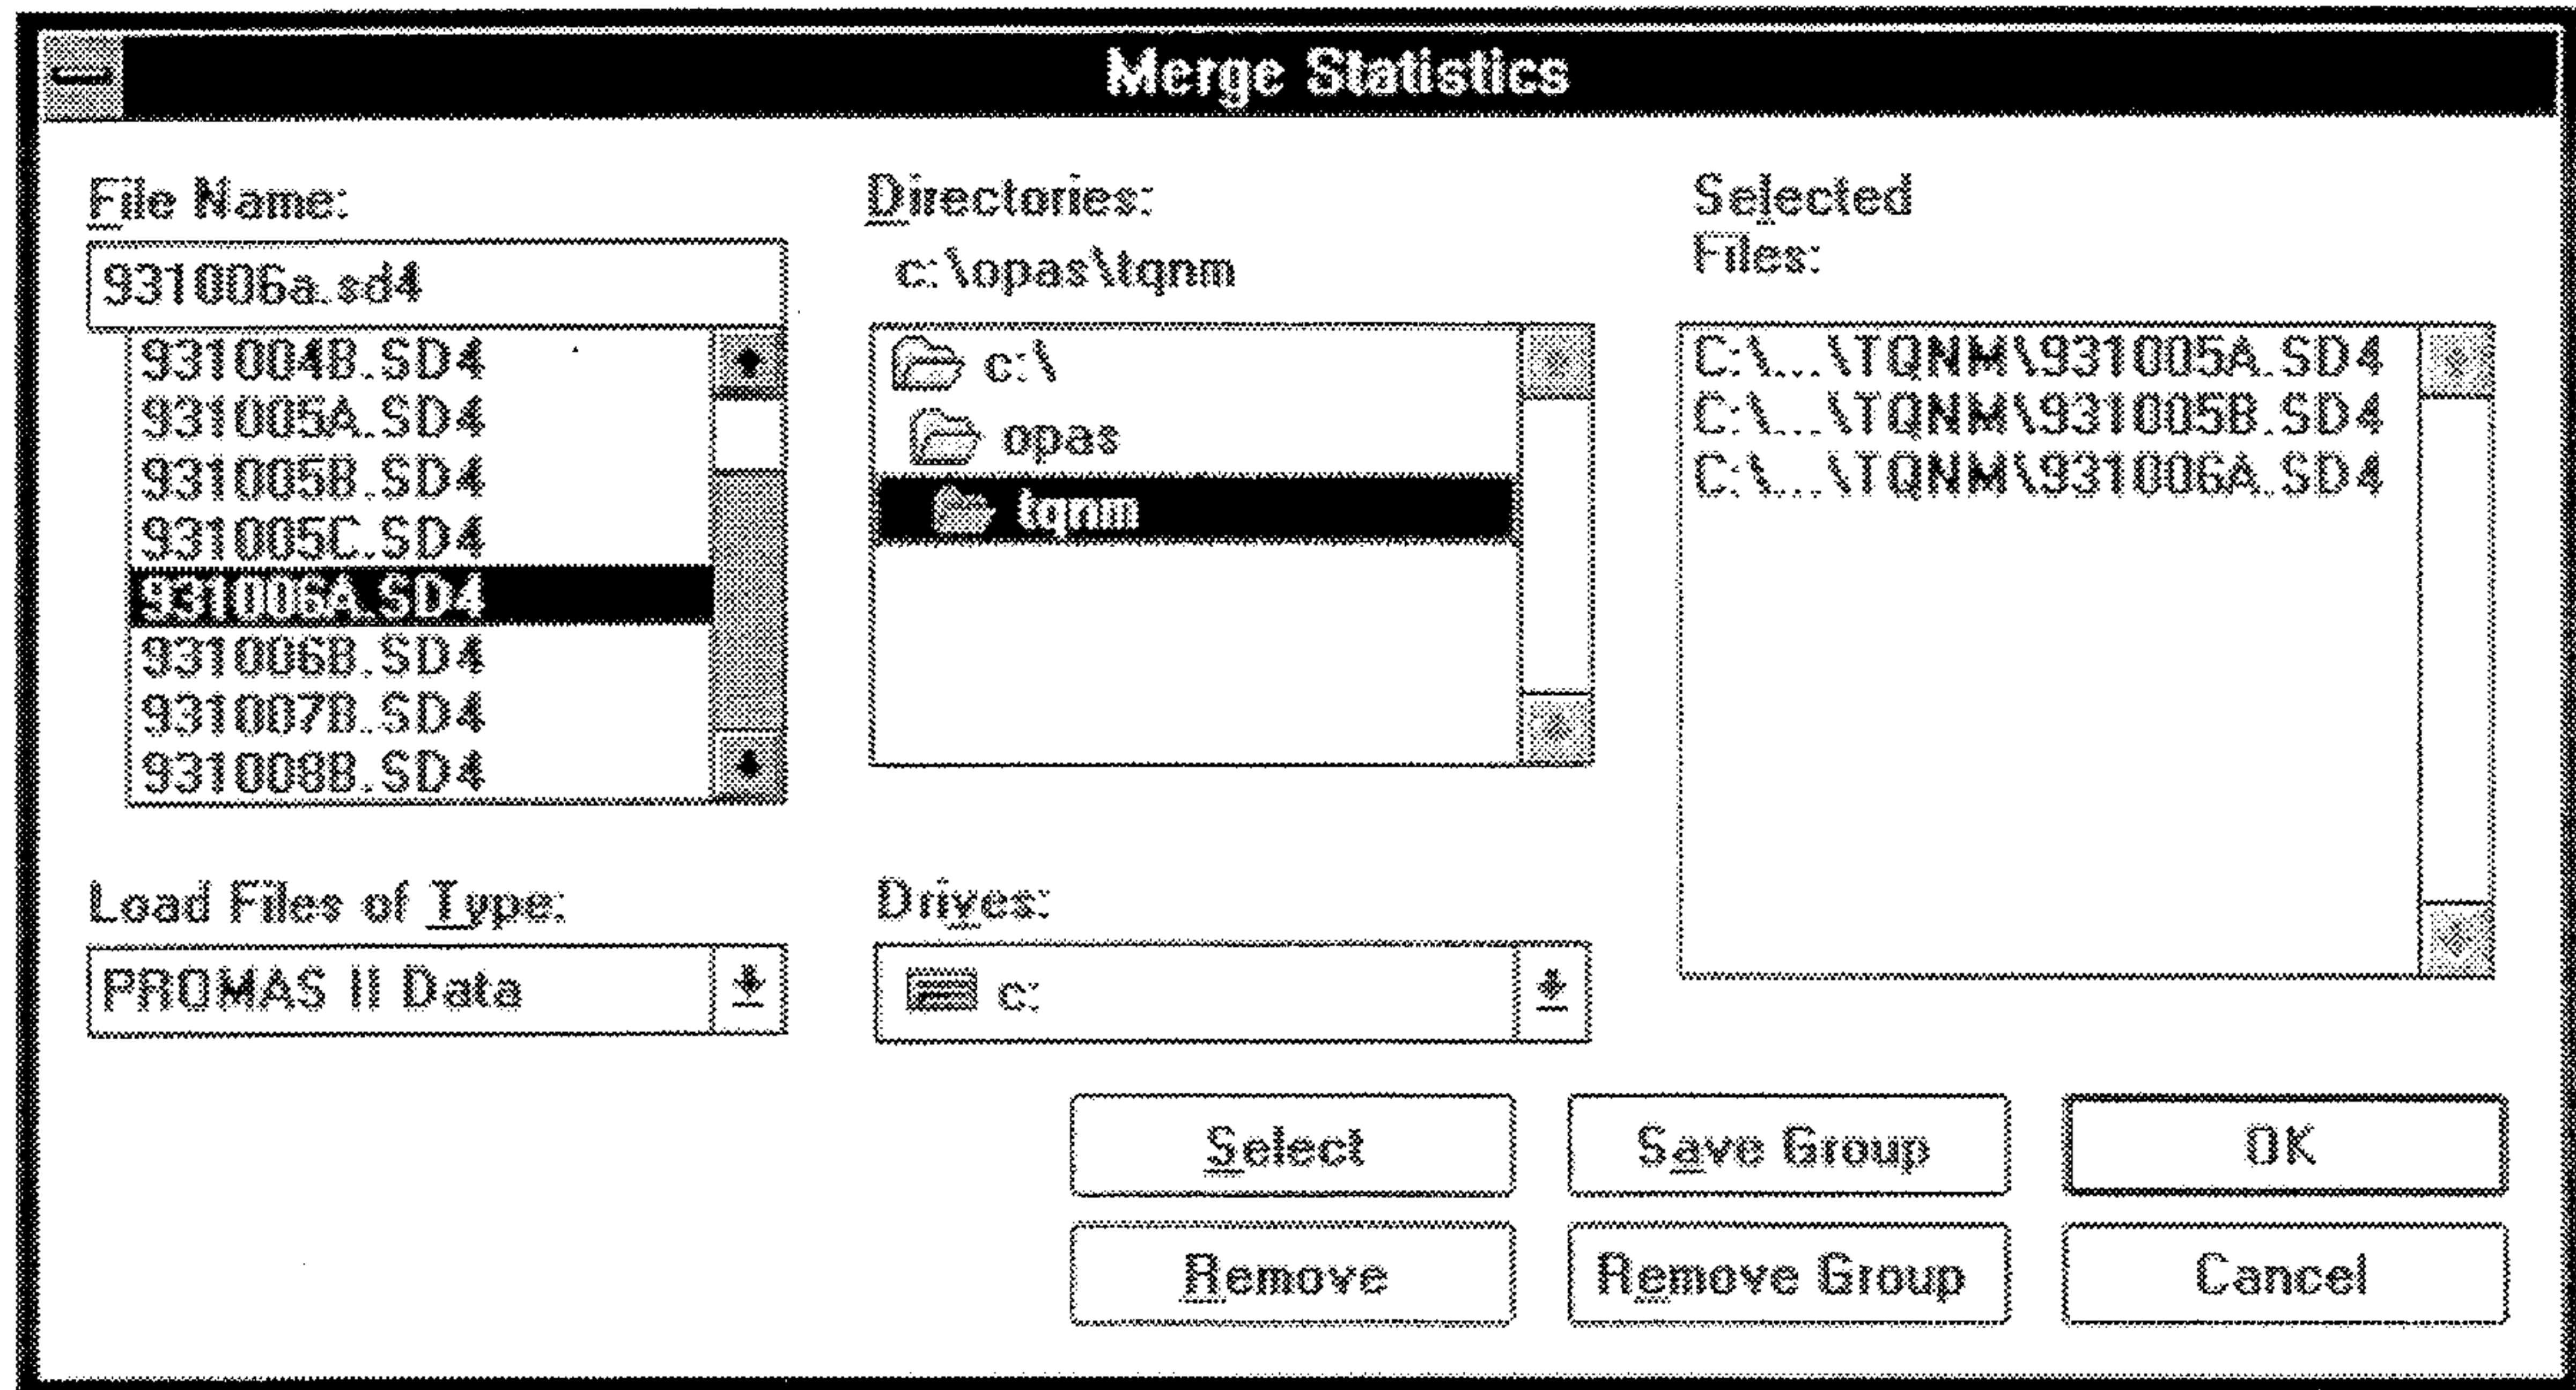 Merge Statistics
File Name:
931006a.sd4
931004B.SD4
931005A.SD4
931005B.SD4
931005C.SD4
931006A.SD4
931006B.SD4
931007B.SD4
931008B.SD4
Load Files of Type:
PROMAS II Data
Directories:
c:\opas\tqnm
c:\
opas
tqnm
Drives:
c:
Selected
Files:
C:\...\TQNM\931005A.SD4
C:\...\TQNM\931005B.SD4
C:\...\TQNM\931006A.SD4
Select
Save Group
OK
Remove
Remove Group
Cancel